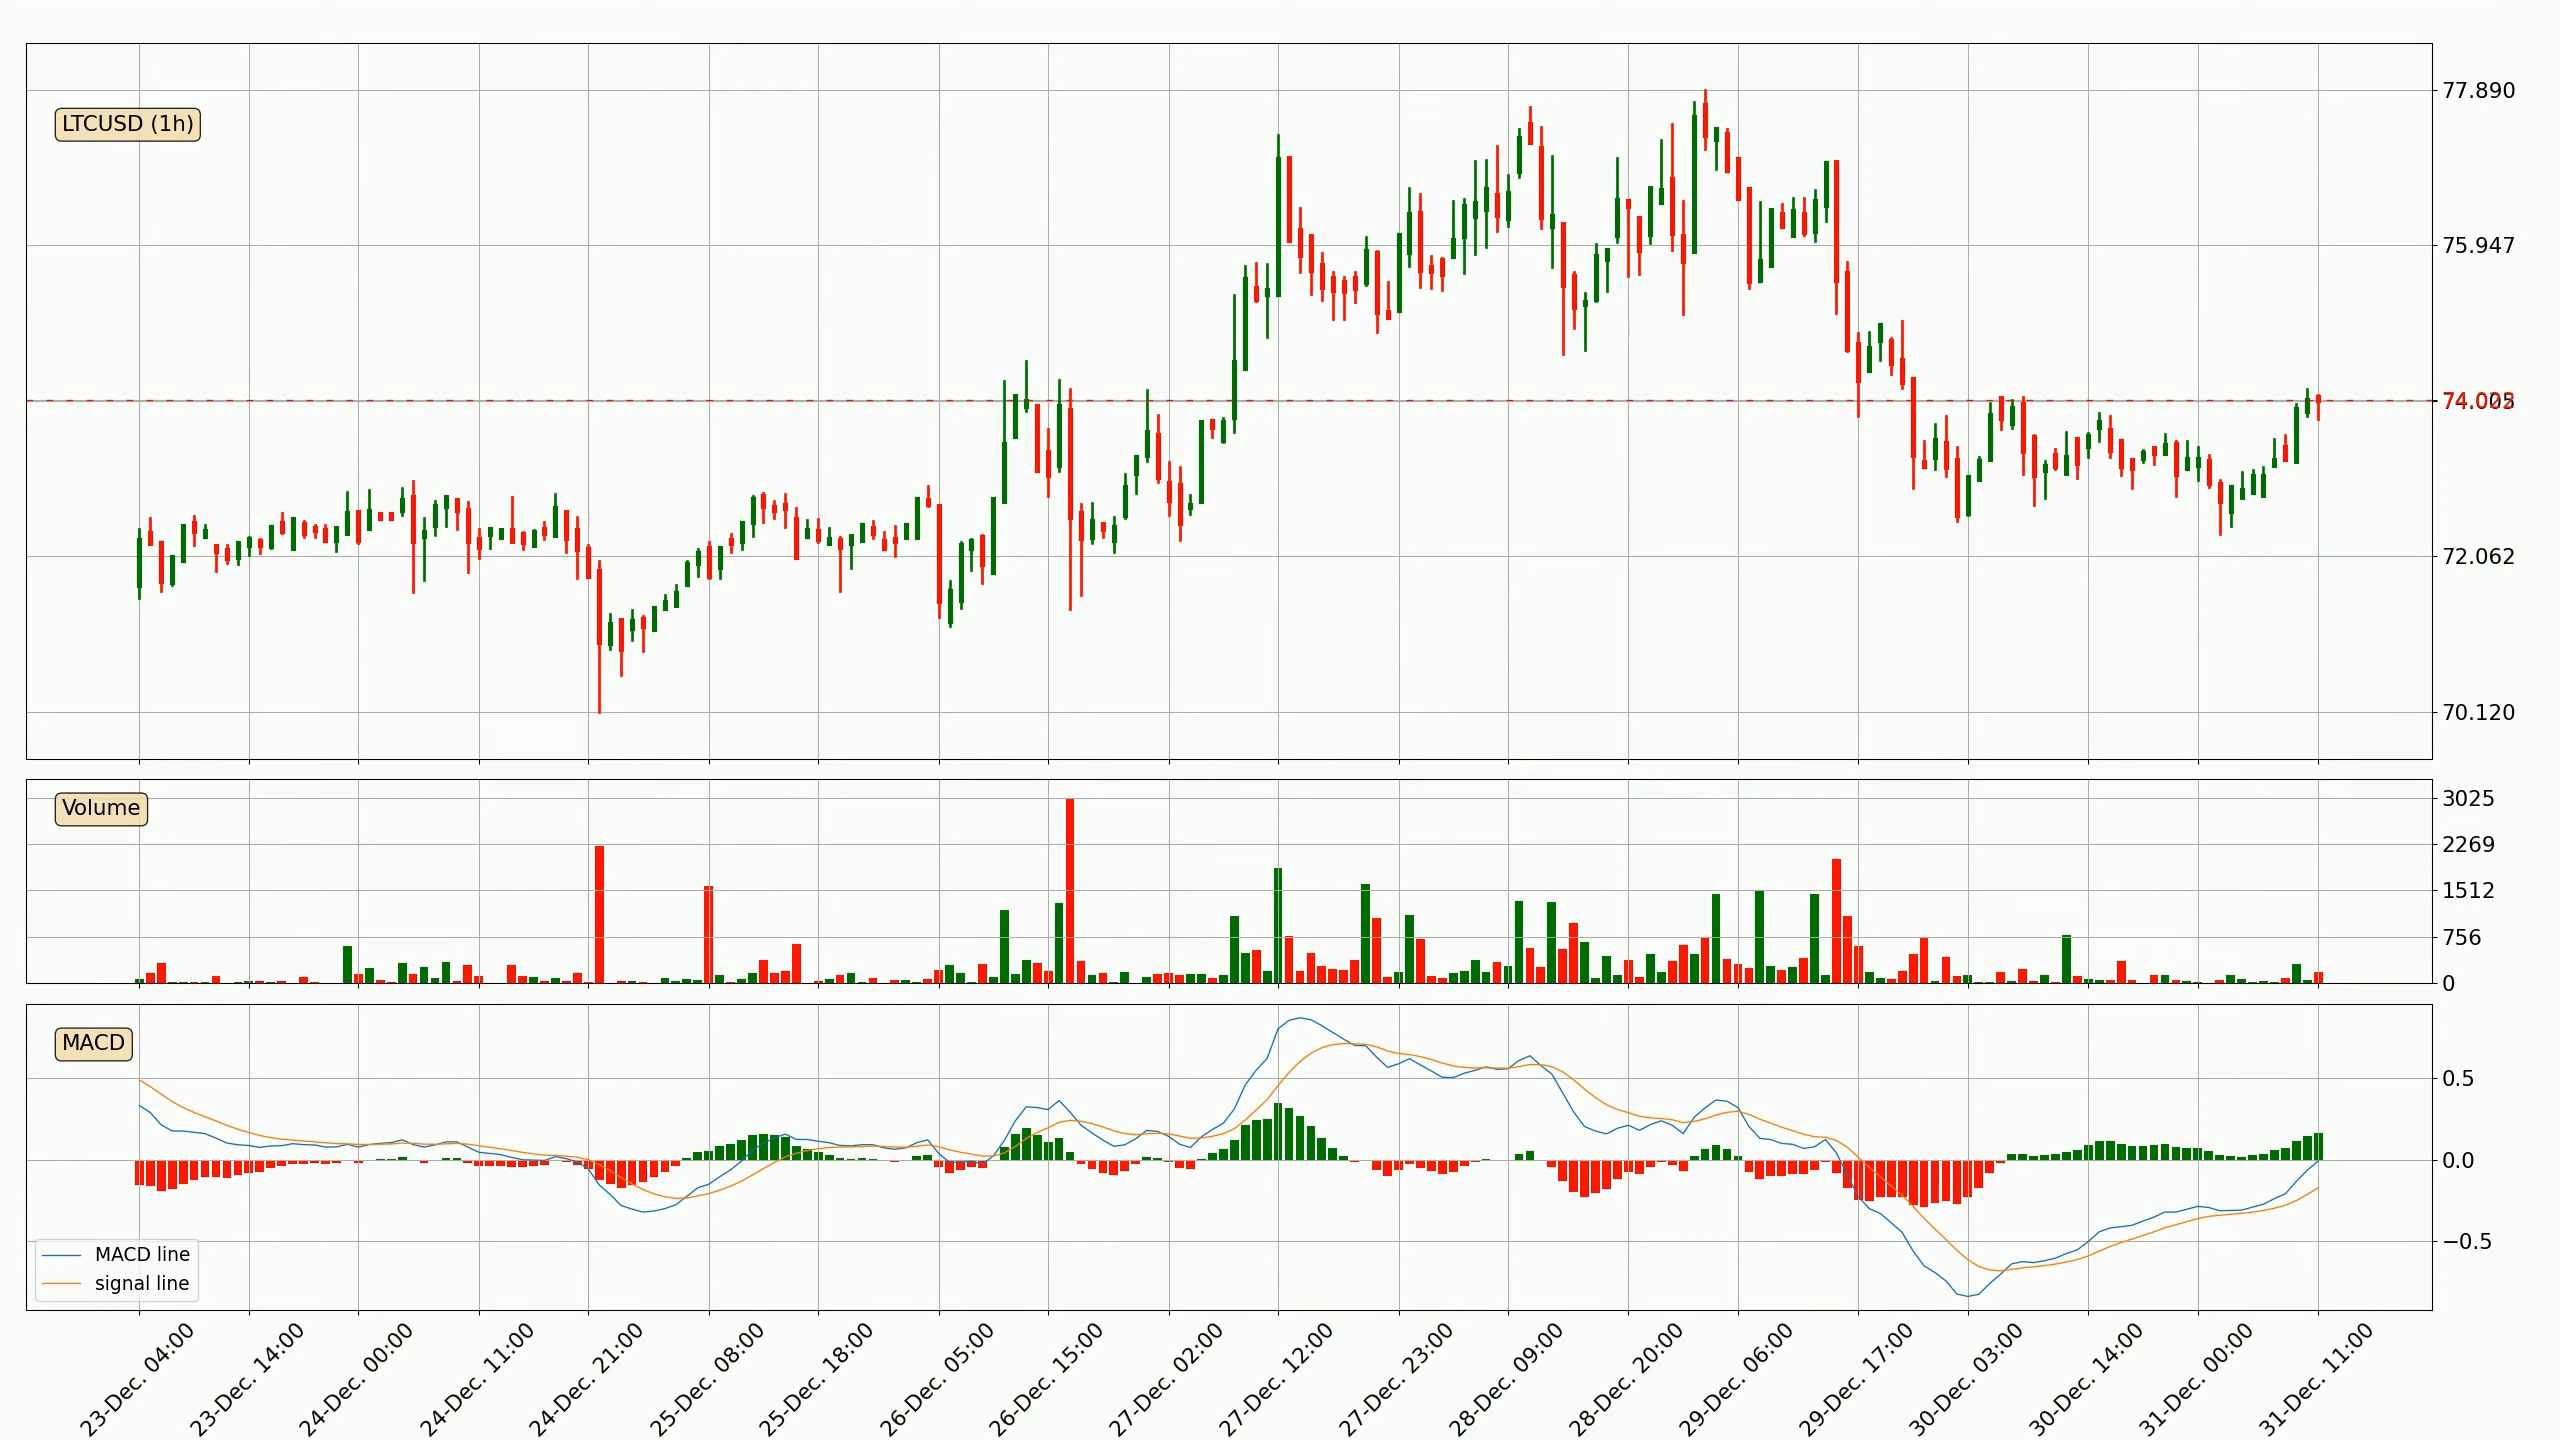 LTCUSD (1h)
77.890
75.947
72.062
70.120
Volume
3025
2269
1512
756
0
MACD
0.5
0.0
−0.5
MACD line
signal line
23-Dec. 04:00
23-Dec. 14:00
24-Dec. 00:00
24-Dec. 11:00
24-Dec. 21:00
25-Dec. 08:00
25-Dec. 18:00
26-Dec. 05:00
26-Dec. 15:00
27-Dec. 02:00
27-Dec. 12:00
27-Dec. 23:00
28-Dec. 09:00
28-Dec. 20:00
29-Dec. 06:00
29-Dec. 17:00
30-Dec. 03:00
30-Dec. 14:00
31-Dec. 00:00
31-Dec. 11:00